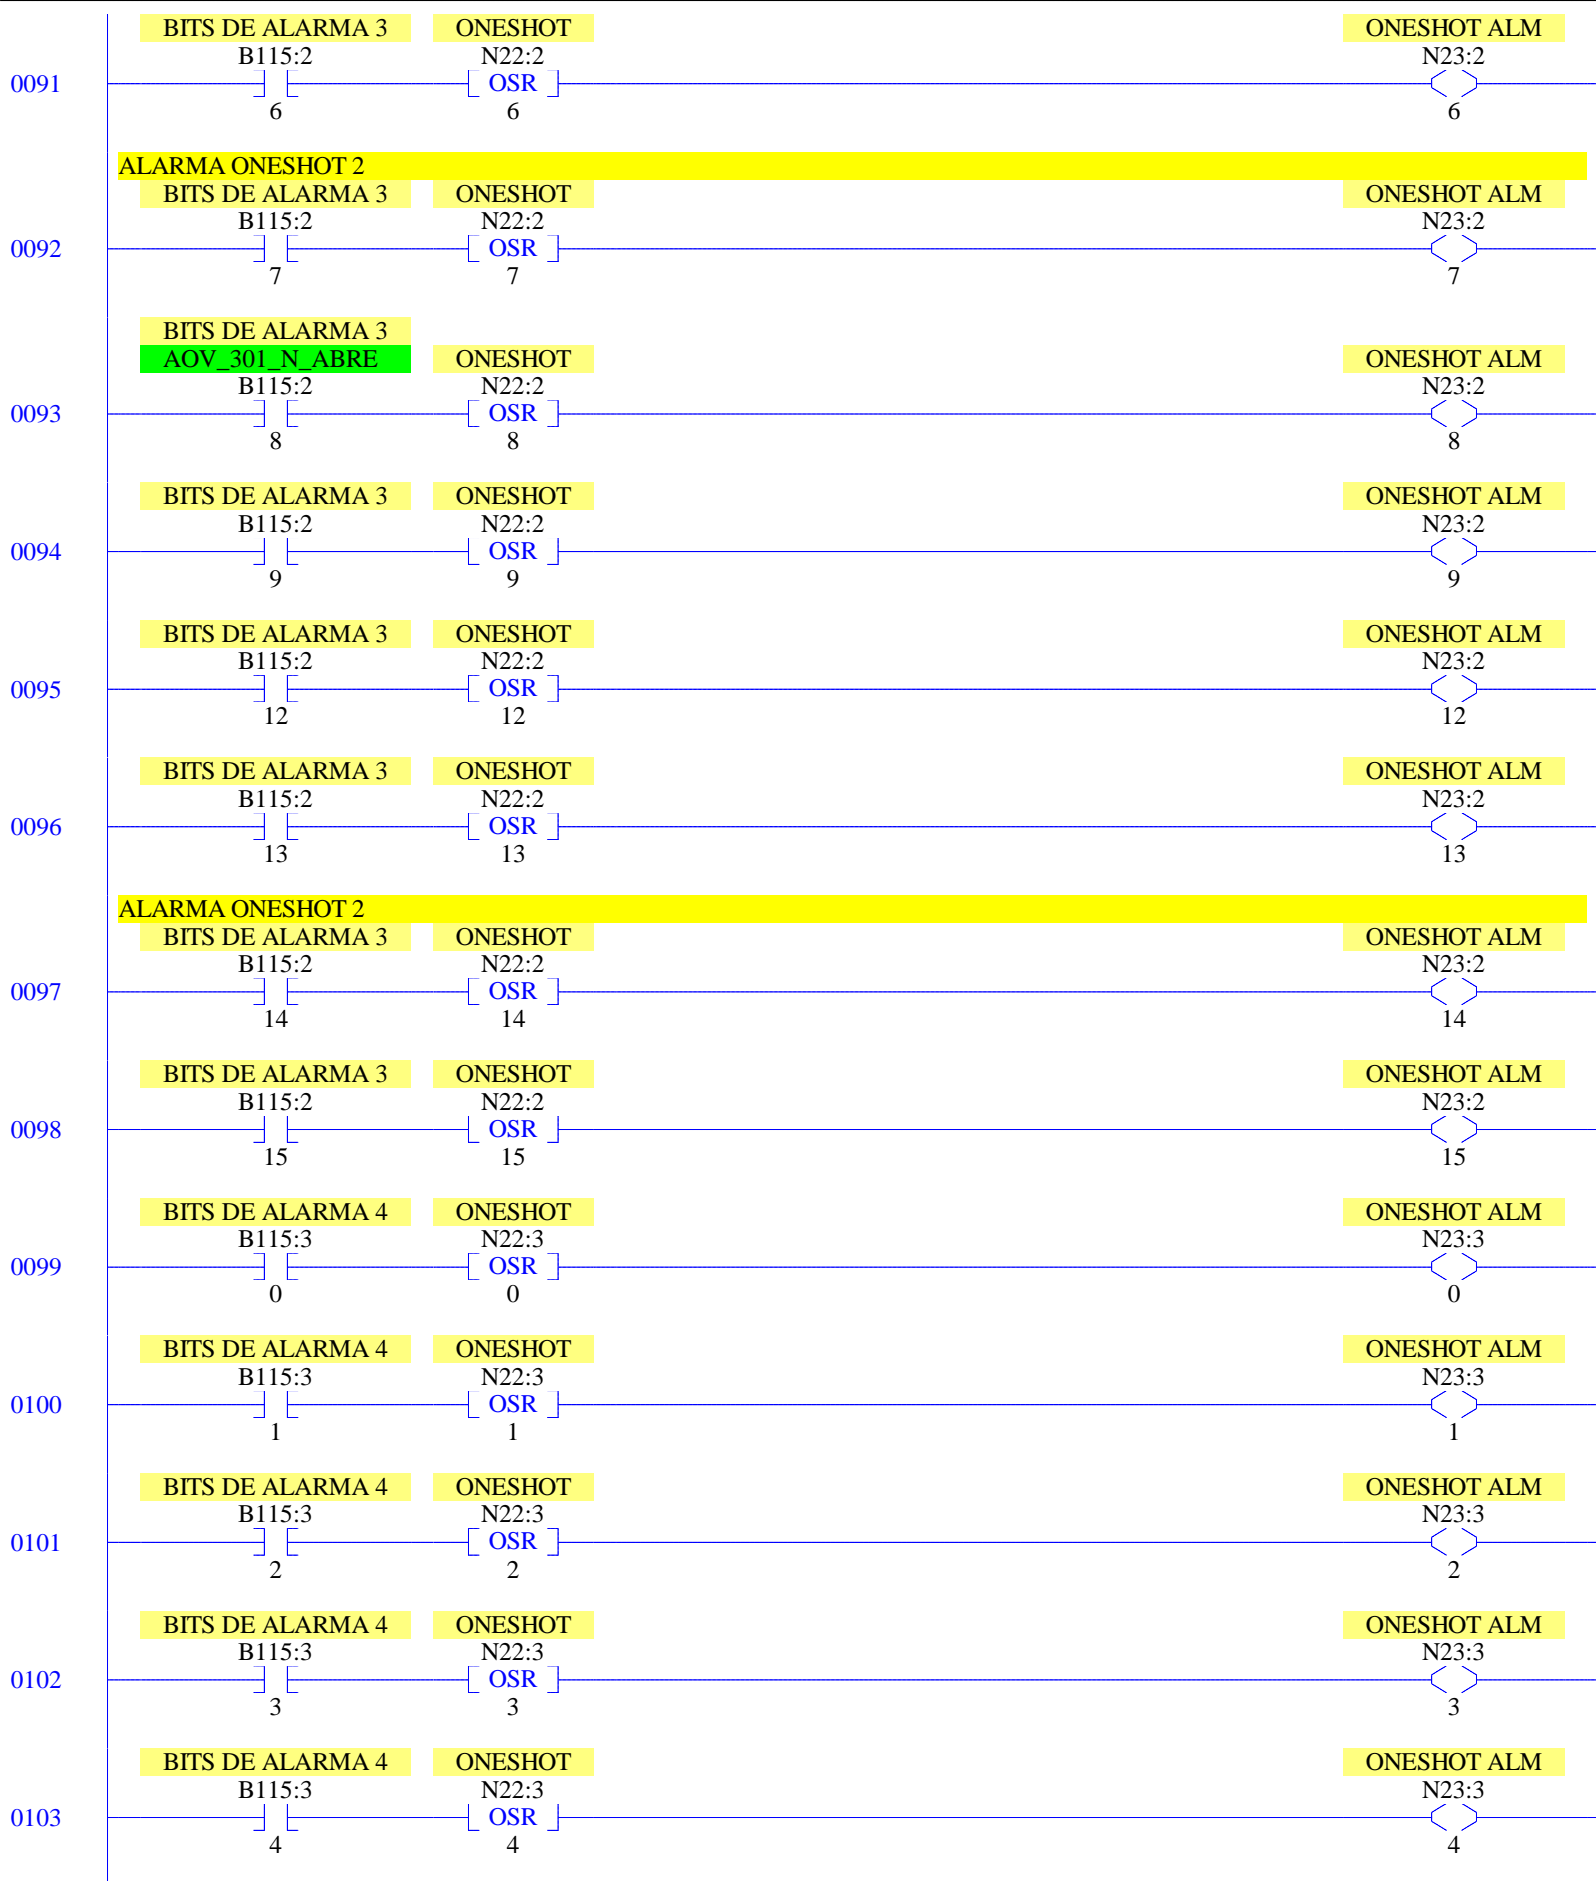 BITS DE ALARMA 3 ONESHOT ONESHOT ALM
B115:2 N22:2 N23:2
0091 OSR
6 6 6
ALARMA ONESHOT 2
BITS DE ALARMA 3 ONESHOT ONESHOT ALM
B115:2 N22:2 N23:2
0092 OSR
7 7 7
BITS DE ALARMA 3
AOV_301_N_ABRE ONESHOT ONESHOT ALM
B115:2 N22:2 N23:2
0093 OSR
8 8 8
BITS DE ALARMA 3 ONESHOT ONESHOT ALM
B115:2 N22:2 N23:2
0094 OSR
9 9 9
BITS DE ALARMA 3 ONESHOT ONESHOT ALM
B115:2 N22:2 N23:2
0095 OSR
12 12 12
BITS DE ALARMA 3 ONESHOT ONESHOT ALM
B115:2 N22:2 N23:2
0096 OSR
13 13 13
ALARMA ONESHOT 2
BITS DE ALARMA 3 ONESHOT ONESHOT ALM
B115:2 N22:2 N23:2
0097 OSR
14 14 14
BITS DE ALARMA 3 ONESHOT ONESHOT ALM
B115:2 N22:2 N23:2
0098 OSR
15 15 15
BITS DE ALARMA 4 ONESHOT ONESHOT ALM
B115:3 N22:3 N23:3
0099 OSR
0 0 0
BITS DE ALARMA 4 ONESHOT ONESHOT ALM
B115:3 N22:3 N23:3
0100 OSR
1 1 1
BITS DE ALARMA 4 ONESHOT ONESHOT ALM
B115:3 N22:3 N23:3
0101 OSR
2 2 2
BITS DE ALARMA 4 ONESHOT ONESHOT ALM
B115:3 N22:3 N23:3
0102 OSR
3 3 3
BITS DE ALARMA 4 ONESHOT ONESHOT ALM
B115:3 N22:3 N23:3
0103 OSR
4 4 4